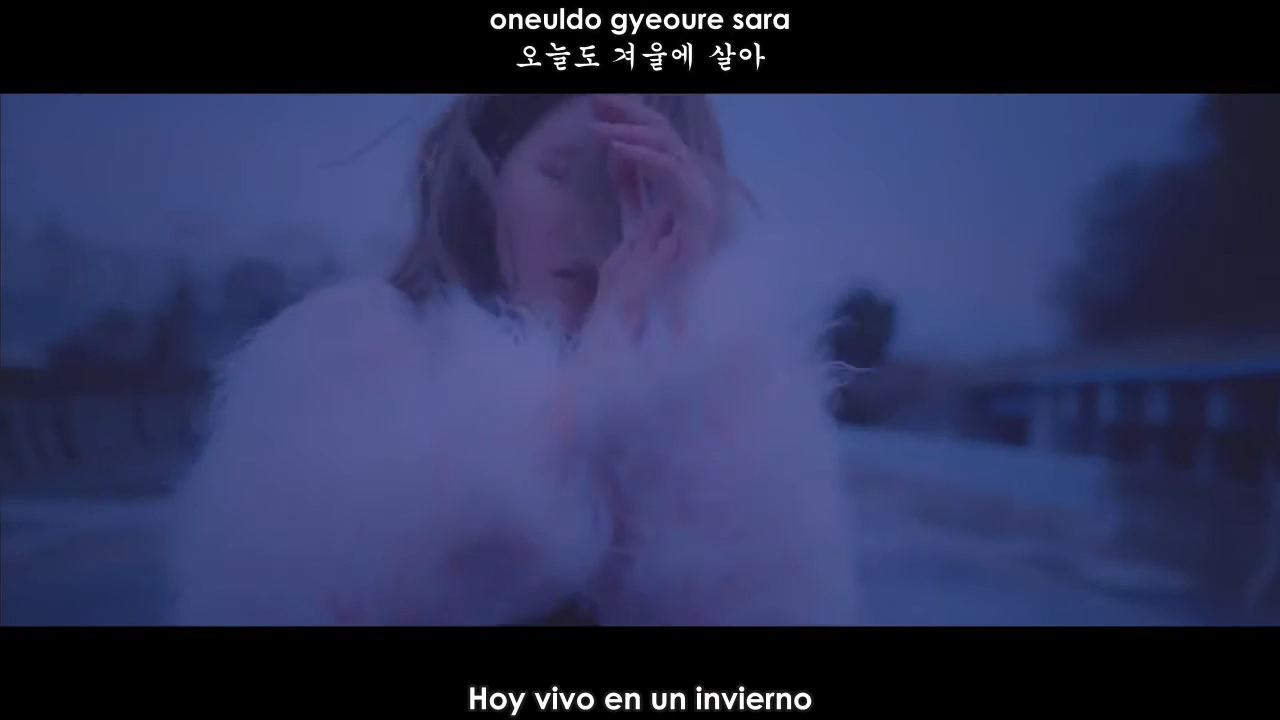 oneuldo gyeoure sara
오늘도 겨울에 살아
Hoy vivo en un invierno